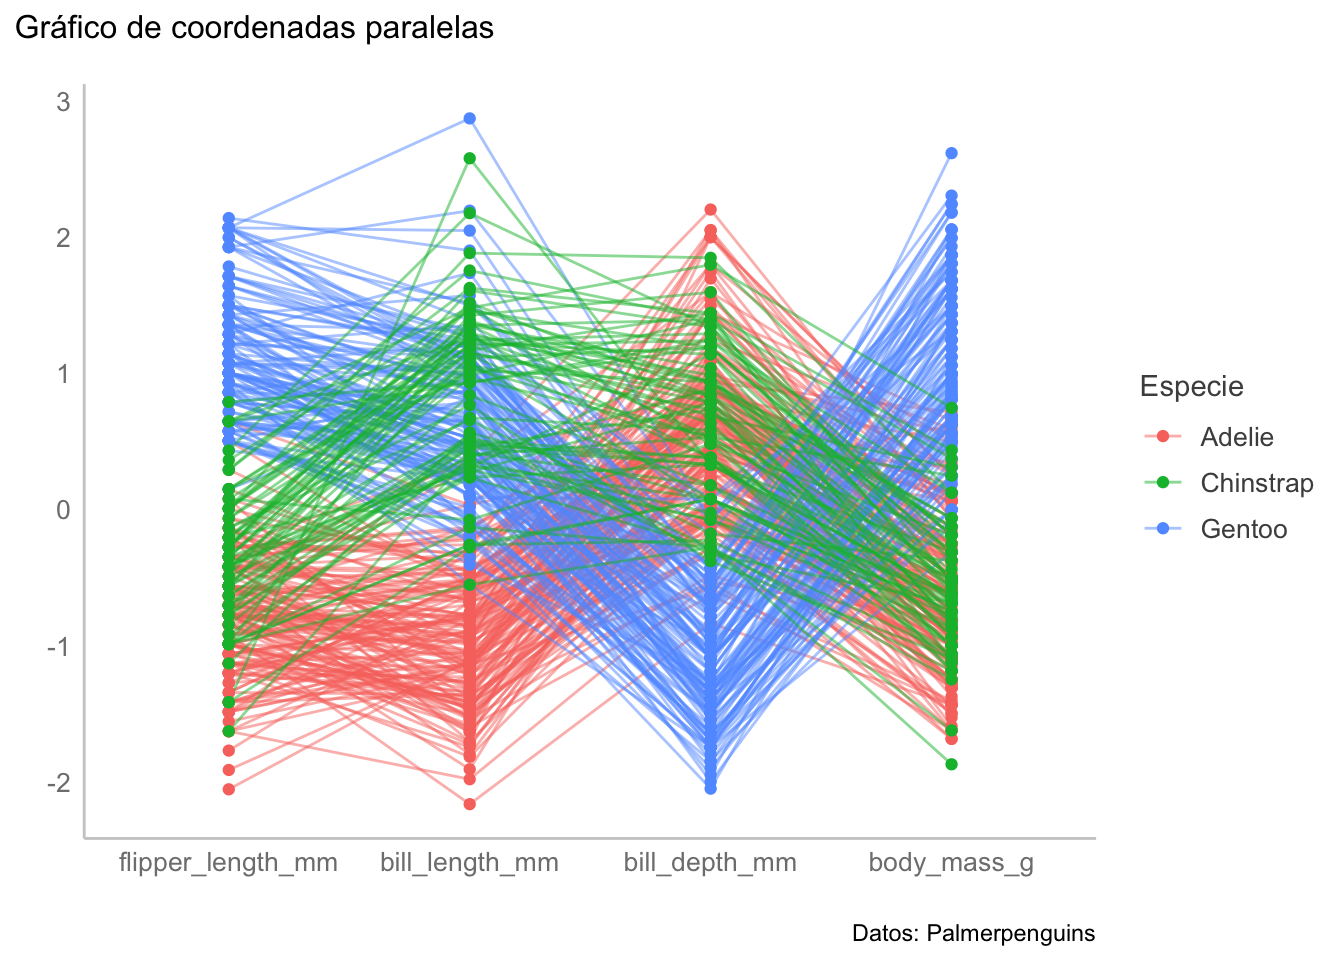 Gráfico de coordenadas paralelas
3
2
1
0
-1
-2
flipper_length_mm bill_length_mm bill_depth_mm body_mass_g
Especie
Adelie
Chinstrap
Gentoo
Datos: Palmerpenguins